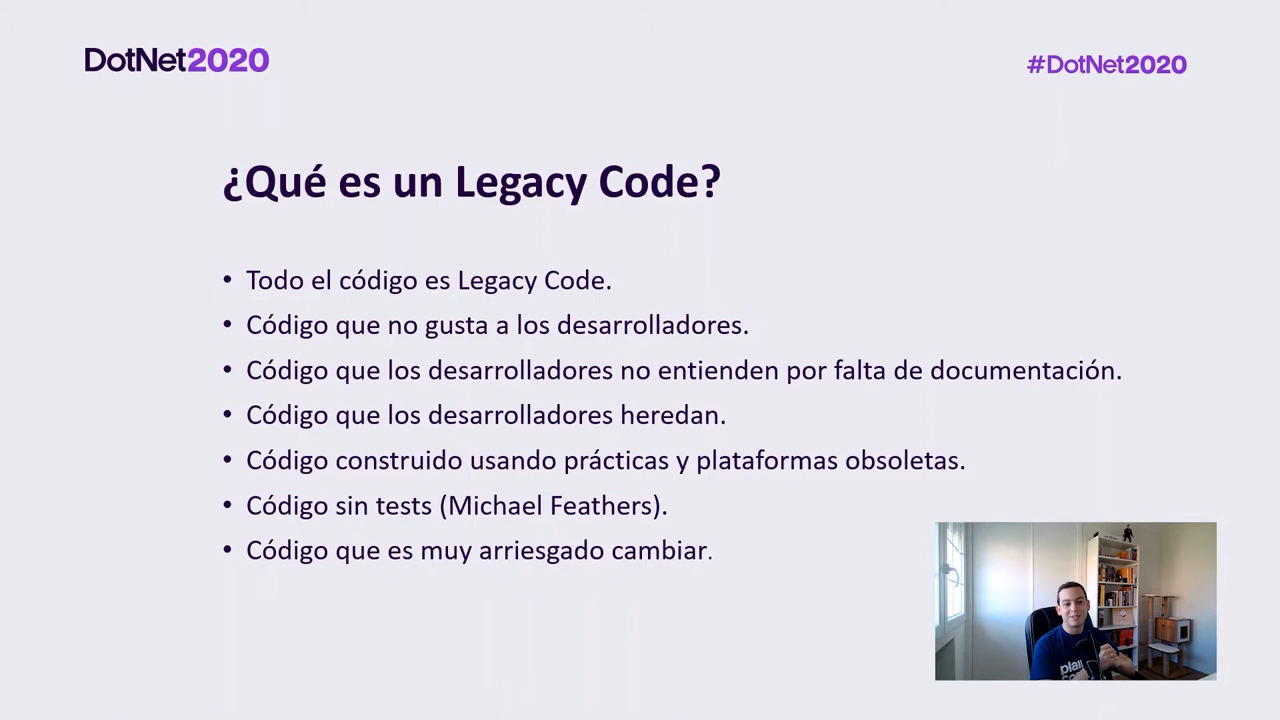 DotNet2020
#DotNet2020
¿Qué es un Legacy Code?
• Todo el código es Legacy Code.
• Código que no gusta a los desarrolladores.
• Código que los desarrolladores no entienden por falta de documentación.
• Código que los desarrolladores heredan.
• Código construido usando prácticas y plataformas obsoletas.
• Código sin tests (Michael Feathers).
• Código que es muy arriesgado cambiar.